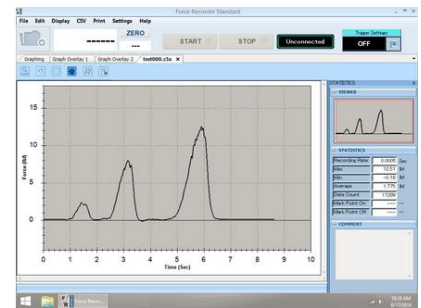 Force Recorder Standard
File Edit Display CSV Print Settings Help
ZERO
START
STOP
Unconnected
Trigger Settings
OFF
Graphing Graph Overlay 1 Graph Overlay 2 test000.z3a x
STATISTICS
VIEWER
STATISTICS
Recording Rate 0.0005 Sec
Max 12.51 lbf
Min -0.18 lbf
Average 1.775 lbf
Data Count 17289
Mark Point On ---- ---
Mark Point Off ---- ---
COMMENT
Force (lbf)
15
10
5
0
0 1 2 3 4 5 6 7 8 9 10
Time (Sec)
Force Recor...